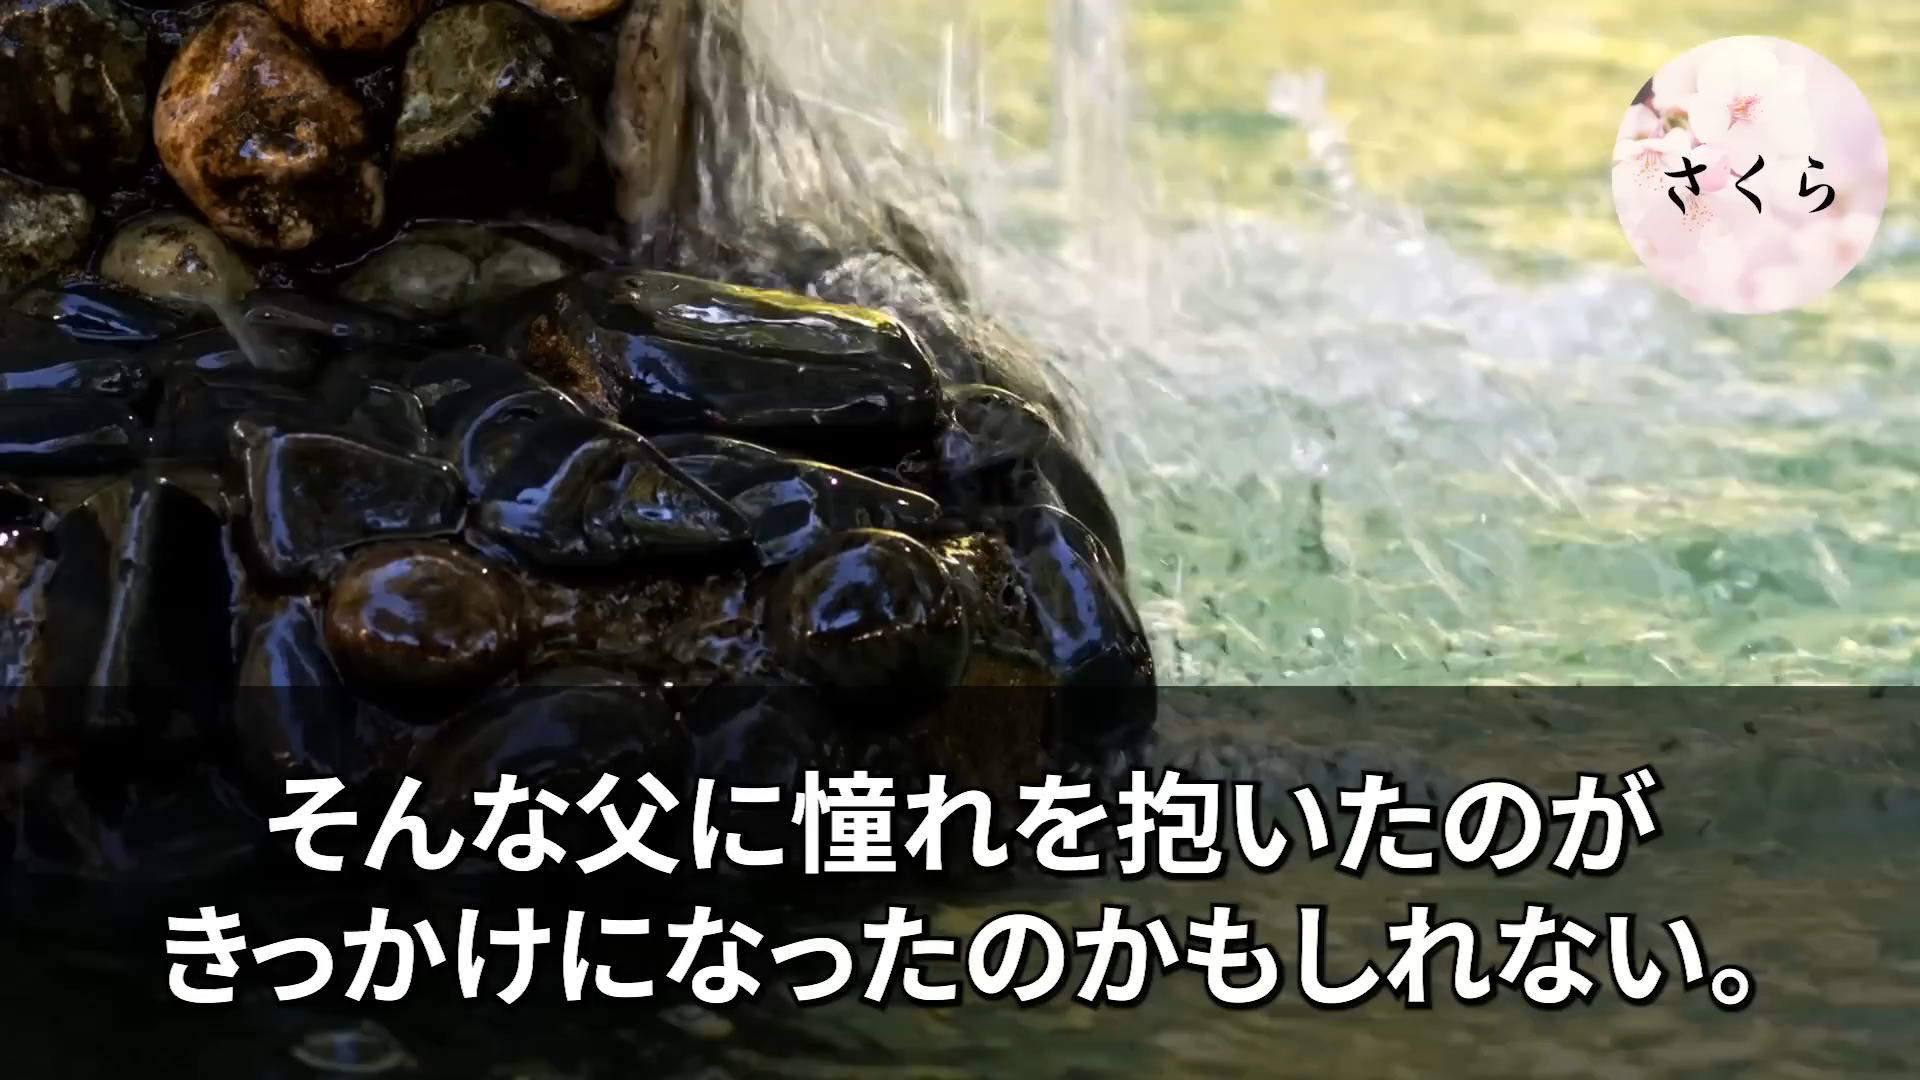 さくら
そんな父に憧れを抱いたのが
きっかけになったのかもしれない。